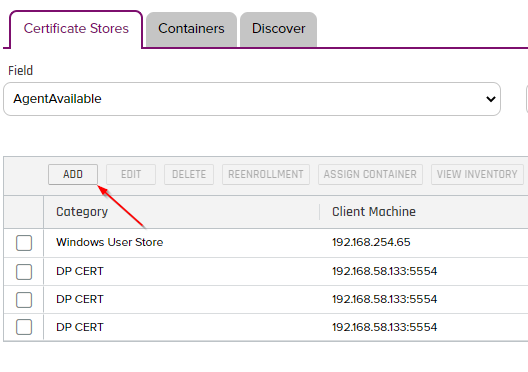 Certificate Stores Containers Discover
Field
AgentAvailable
ADD EDIT DELETE REENROLLMENT ASSIGN CONTAINER VIEW INVENTORY
Category Client Machine
Windows User Store 192.168.254.65
DP CERT 192.168.58.133:5554
DP CERT 192.168.58.133:5554
DP CERT 192.168.58.133:5554